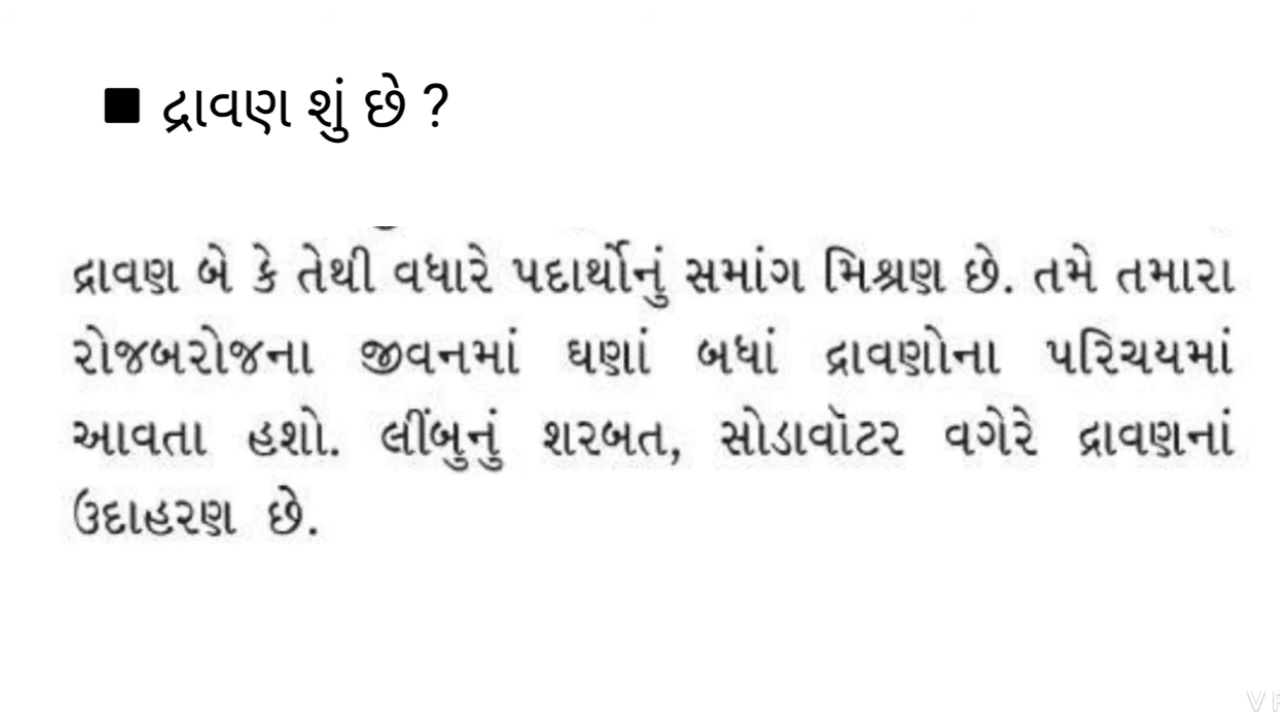 ■ દ્રાવણ શું છે ?
દ્રાવણ બે કે તેથી વધારે પદાર્થોનું સમાંગ મિશ્રણ છે. તમે તમારા
રોજબરોજના જીવનમાં ઘણાં બધાં દ્રાવણોના પરિચયમાં
આવતા હશો. લીંબુનું શરબત, સોડાવૉટર વગેરે દ્રાવણનાં
ઉદાહરણ છે.